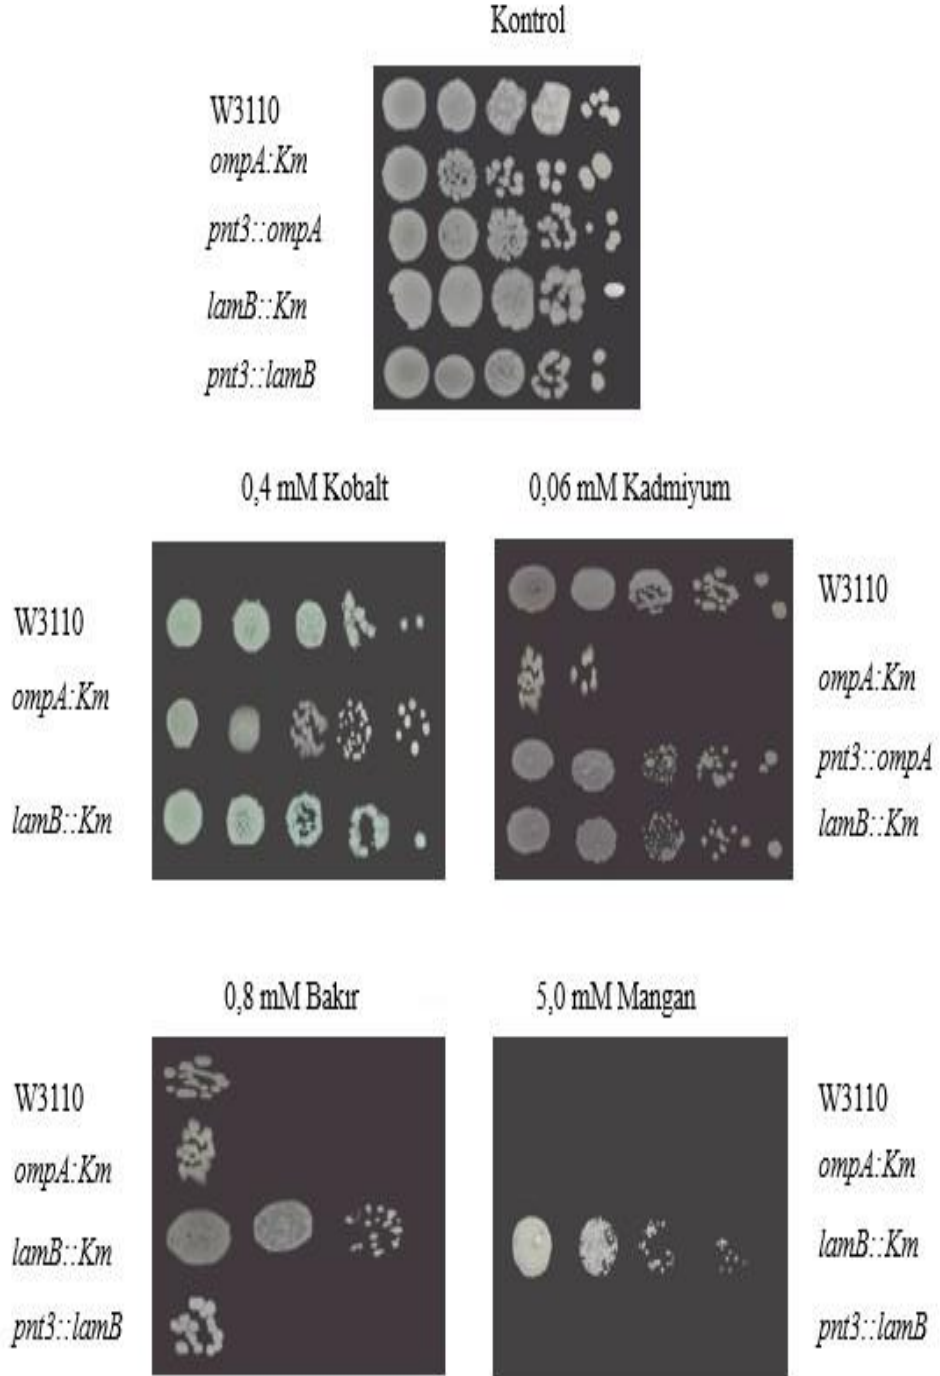 Kontrol
W3110
ompA:Km
pnt3::ompA
lamB::Km
pnt3::lamB
0,4 mM Kobalt
W3110
ompA:Km
lamB::Km
0,06 mM Kadmiyum
W3110
ompA:Km
pnt3::ompA
lamB::Km
0,8 mM Bakır
W3110
ompA:Km
lamB::Km
pnt3::lamB
5,0 mM Mangan
W3110
ompA:Km
lamB::Km
pnt3::lamB